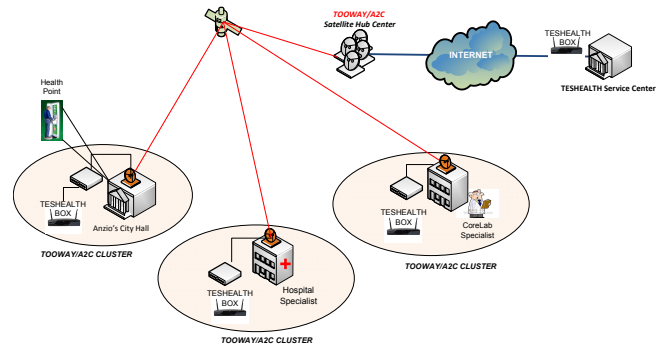 TOOWAY/A2C
Satellite Hub Center
TESHEALTH
BOX
INTERNET
TESHEALTH Service Center
Health
Point
TESHEALTH
BOX
Anzio's City Hall
TOOWAY/A2C CLUSTER
TESHEALTH
BOX
Hospital
Specialist
TOOWAY/A2C CLUSTER
TESHEALTH
BOX
CoreLab
Specialist
TOOWAY/A2C CLUSTER